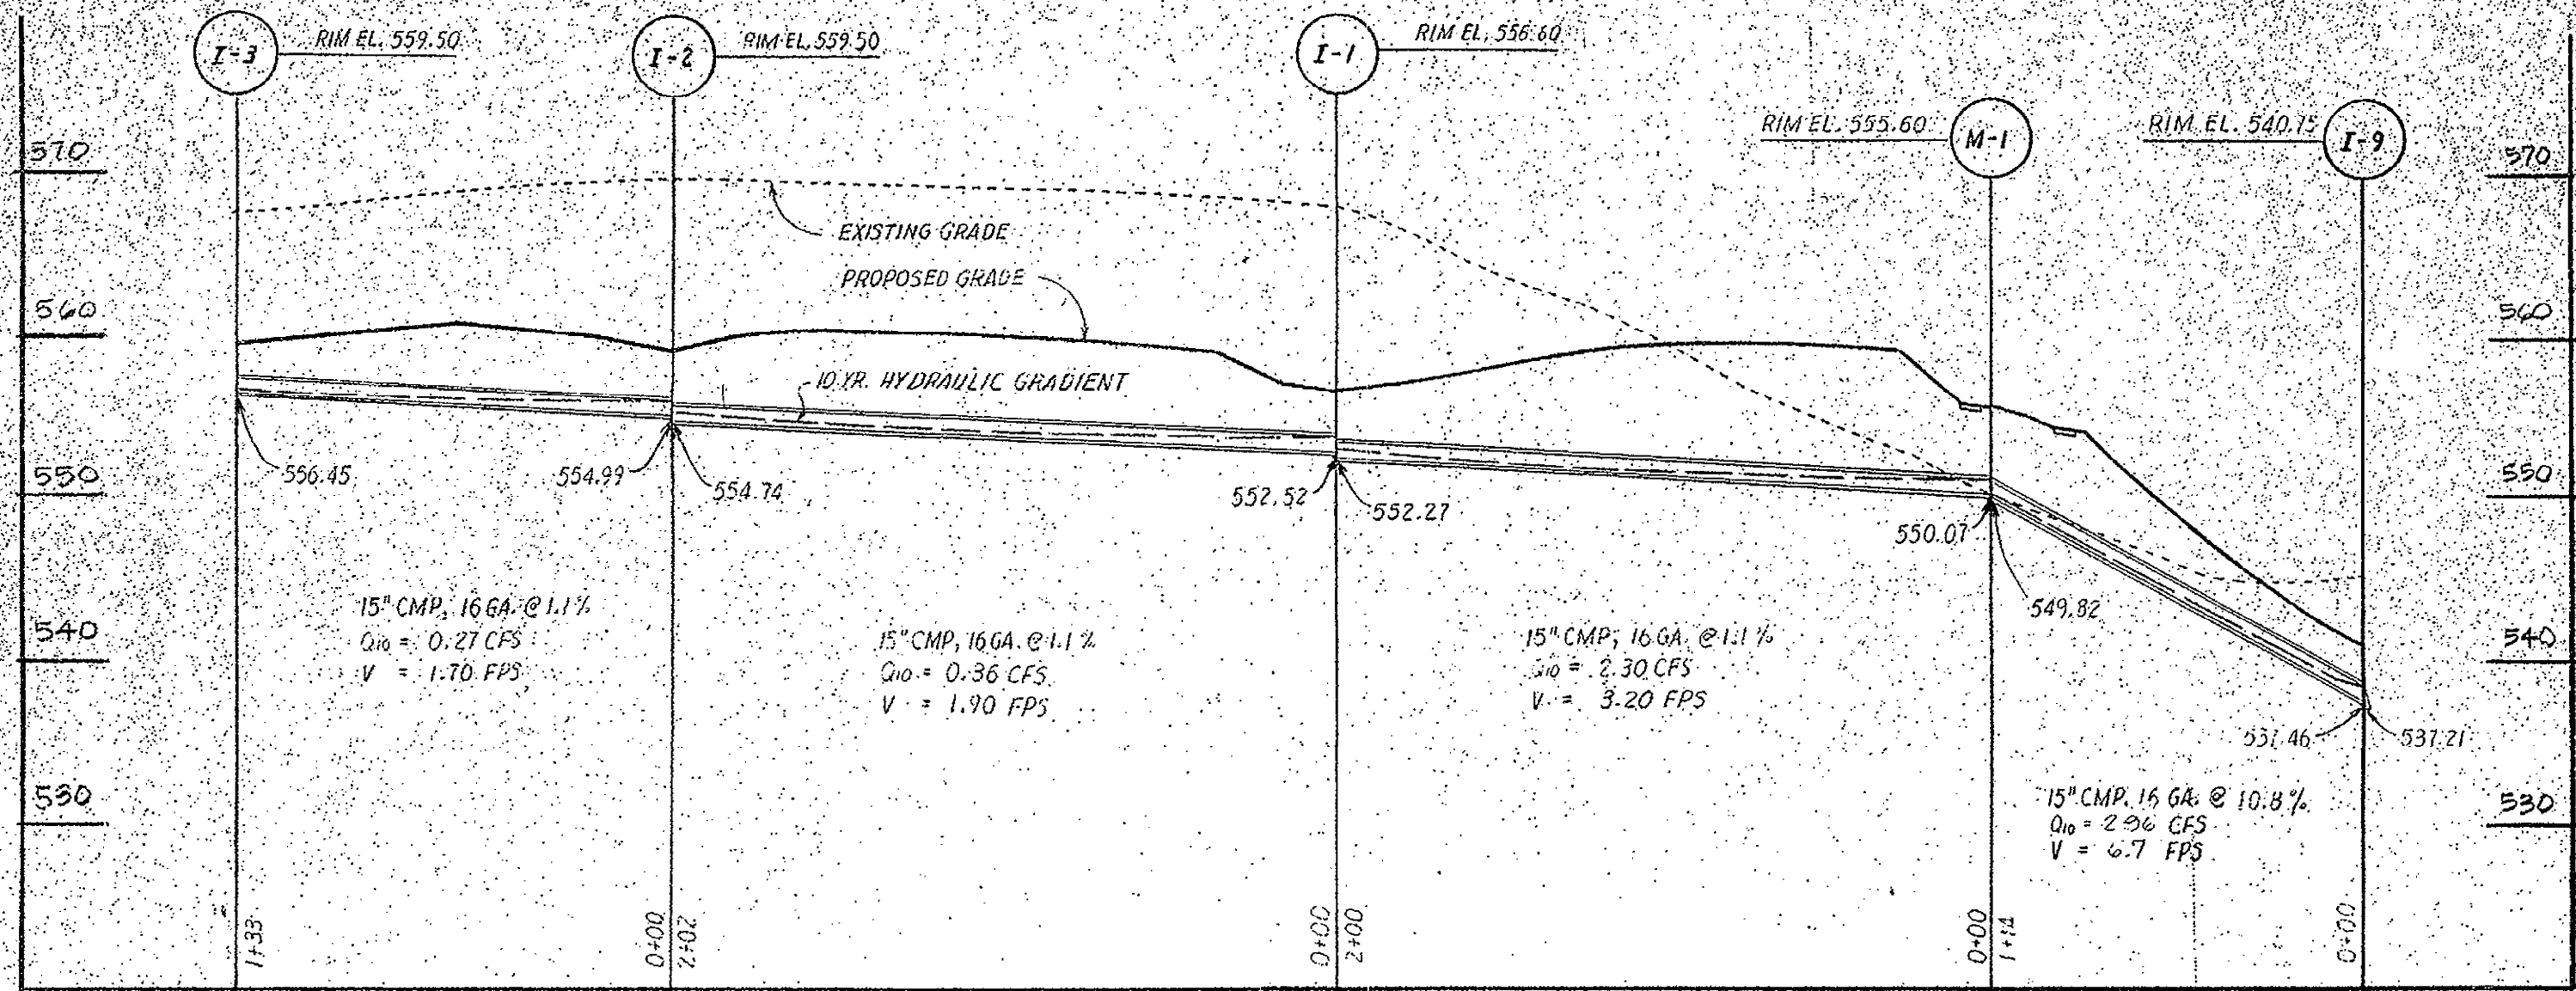 I-3 RIM EL. 559.50
I-2 RIM EL. 559.50
I-1 RIM EL. 556.60
RIM EL. 555.60 M-1
RIM EL. 540.75 I-9
570
570
EXISTING GRADE
PROPOSED GRADE
560
560
10 YR. HYDRAULIC GRADIENT
550
550
556.45
554.99
554.74
552.52
552.27
550.07
549.82
537.46
537.21
540
540
15" CMP, 16 GA. @ 1.1%
Q10 = 0.27 CFS
V = 1.70 FPS
15" CMP, 16 GA. @ 1.1%
Q10 = 0.36 CFS
V = 1.90 FPS
15" CMP, 16 GA. @ 1.1%
Q10 = 2.30 CFS
V = 3.20 FPS
15" CMP, 16 GA. @ 10.8%
Q10 = 2.96 CFS
V = 6.7 FPS
530
530
1+33
0+00
2+02
0+00
2+00
0+00
1+14
0+00